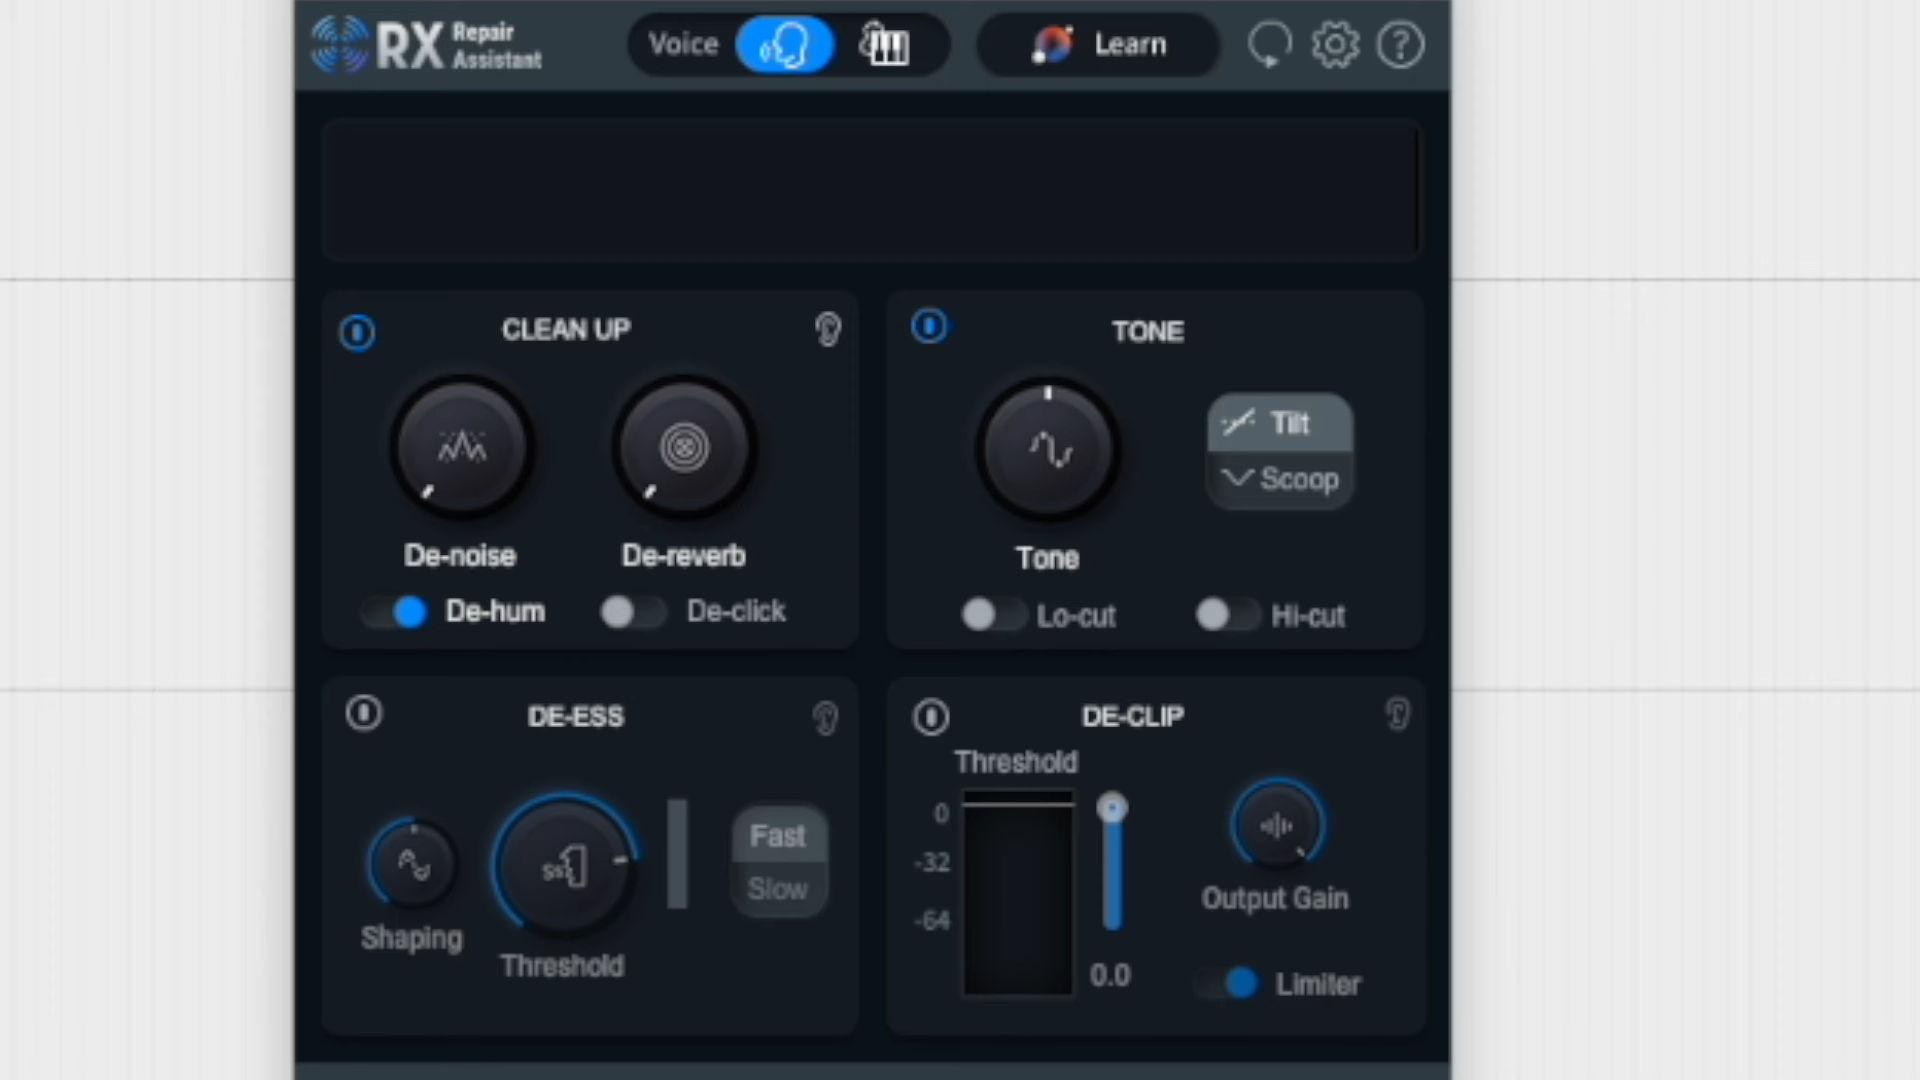 RX Repair Assistant
Voice
Learn
?
CLEAN UP
TONE
Tilt
Scoop
De-noise
De-reverb
Tone
De-hum
De-click
Lo-cut
Hi-cut
DE-ESS
DE-CLIP
Threshold
0
-32
-64
Fast
Slow
SS
Shaping
Threshold
Output Gain
0.0
Limiter